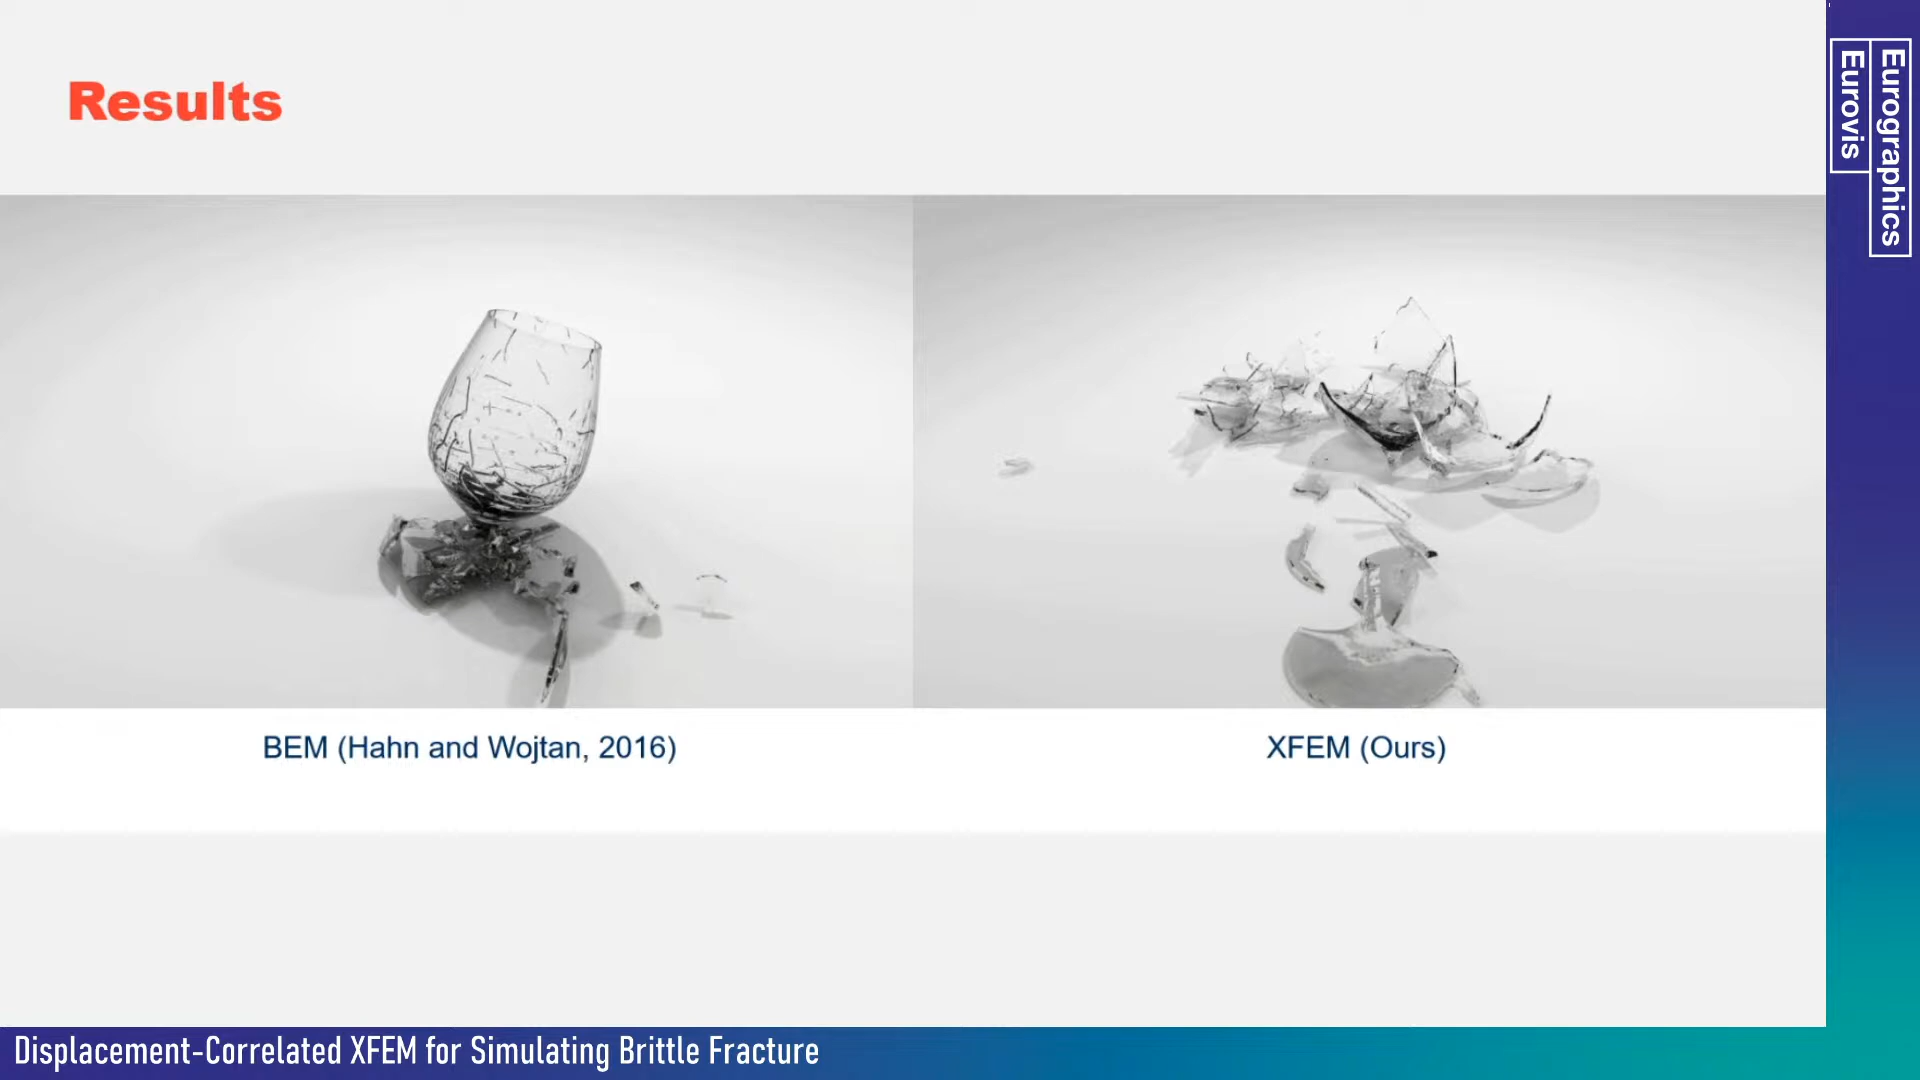 Results
BEM (Hahn and Wojtan, 2016)
XFEM (Ours)
Displacement-Correlated XFEM for Simulating Brittle Fracture
Eurographics
Eurovis